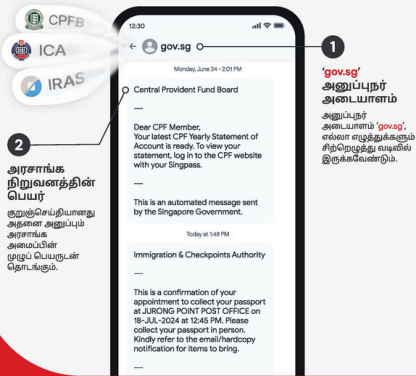 CPFB
ICA
IRAS
12:30
gov.sg
Monday, June 24 • 2:01 PM
Central Provident Fund Board
---
Dear CPF Member,
Your latest CPF Yearly Statement of
Account is ready. To view your
statement, log in to the CPF website
with your Singpass.
---
This is an automated message sent
by the Singapore Government.
Today at 1:48 PM
Immigration & Checkpoints Authority
---
This is a confirmation of your
appointment to collect your passport
at JURONG POINT POST OFFICE on
18-JUL-2024 at 12:45 PM. Please
collect your passport in person.
Kindly refer to the email/hardcopy
notification for items to bring.
---
1
'gov.sg'
அனுப்புநர்
அடையாளம்
அனுப்புநர்
அடையாளம் 'gov.sg',
எல்லா எழுத்துக்களும்
சிற்றெழுத்து வடிவில்
இருக்கவேண்டும்.
2
அரசாங்க
நிறுவனத்தின்
பெயர்
குறுஞ்செய்தியானது
அதனை அனுப்பும்
அரசாங்க
அமைப்பின்
முழுப் பெயருடன்
தொடங்கும்.